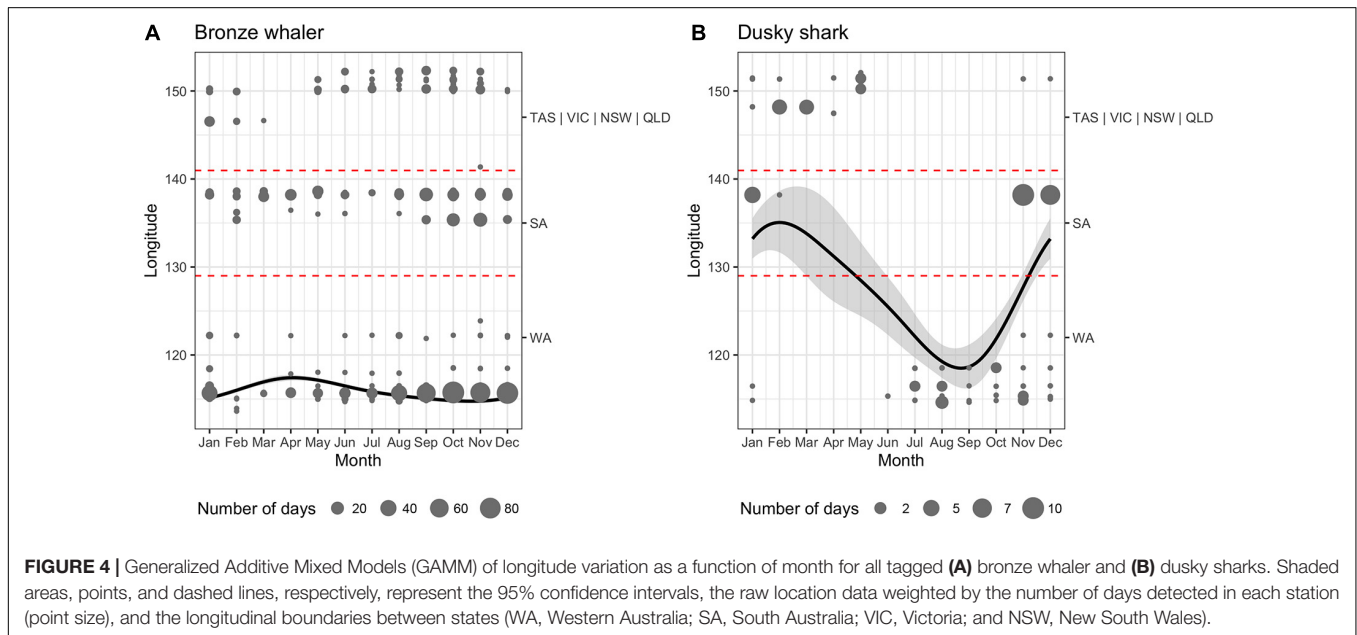 A Bronze whaler
150
140
130
120
Longitude
TAS | VIC | NSW | QLD
SA
WA
Jan Feb Mar Apr May Jun Jul Aug Sep Oct Nov Dec
Month
Number of days 20 40 60 80
B Dusky shark
150
140
130
120
Longitude
TAS | VIC | NSW | QLD
SA
WA
Jan Feb Mar Apr May Jun Jul Aug Sep Oct Nov Dec
Month
Number of days 2 5 7 10
FIGURE 4 | Generalized Additive Mixed Models (GAMM) of longitude variation as a function of month for all tagged (A) bronze whaler and (B) dusky sharks. Shaded
areas, points, and dashed lines, respectively, represent the 95% confidence intervals, the raw location data weighted by the number of days detected in each station
(point size), and the longitudinal boundaries between states (WA, Western Australia; SA, South Australia; VIC, Victoria; and NSW, New South Wales).